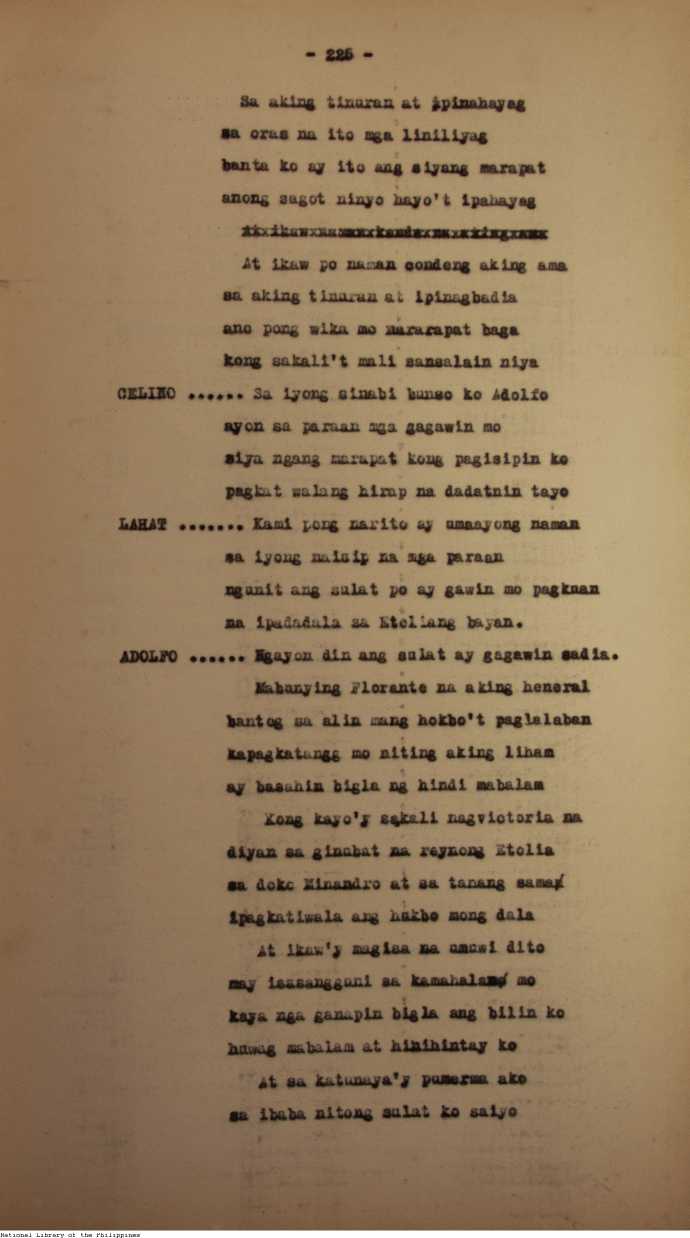 - 225 -
Sa aking tinuran at ipinahayag
sa oras na ito mga liniliyag
banta ko ay ito ang siyang marapat
anong sagot ninyo hayo't ipahayag
At ikaw po naman condeng aking ama
sa aking tinuran at ipinagbadia
ano pong wika mo mararapat baga
kong sakali't mali sansalain niya
CELINO ...... Sa iyong sinabi bunso ko Adolfo
ayon sa paraan mga gagawin mo
siya ngang marapat kong pagisipin ko
pagkat walang hirap na dadatnin tayo
LAHAT ....... Kami pong narito ay umaayong naman
sa iyong naisip na mga paraan
ngunit ang sulat po ay gawin mo pagkuan
na ipadadala sa Etoliang bayan.
ADOLFO ...... Ngayon din ang sulat ay gagawin sadia.
Mabunying Florante na aking heneral
bantog sa alin mang hokbo't paglalaban
kapagkatangg mo niting aking liham
ay basahin bigla ng hindi mabalam
Kong kayo'y sakali nagvictoria na
diyan sa ginubat na reynong Etolia
sa doke Minandro at sa tanang sama
ipagkatiwala ang hukbo mong dala
At ikaw'y magisa na umuwi dito
may isasangguni sa kamahalan mo
kaya nga ganapin bigla ang bilin ko
huwag mabalam at hinihintay ko
At sa katunaya'y pumerma ako
sa ibaba nitong sulat ko saiyo
National Library of the Philippines